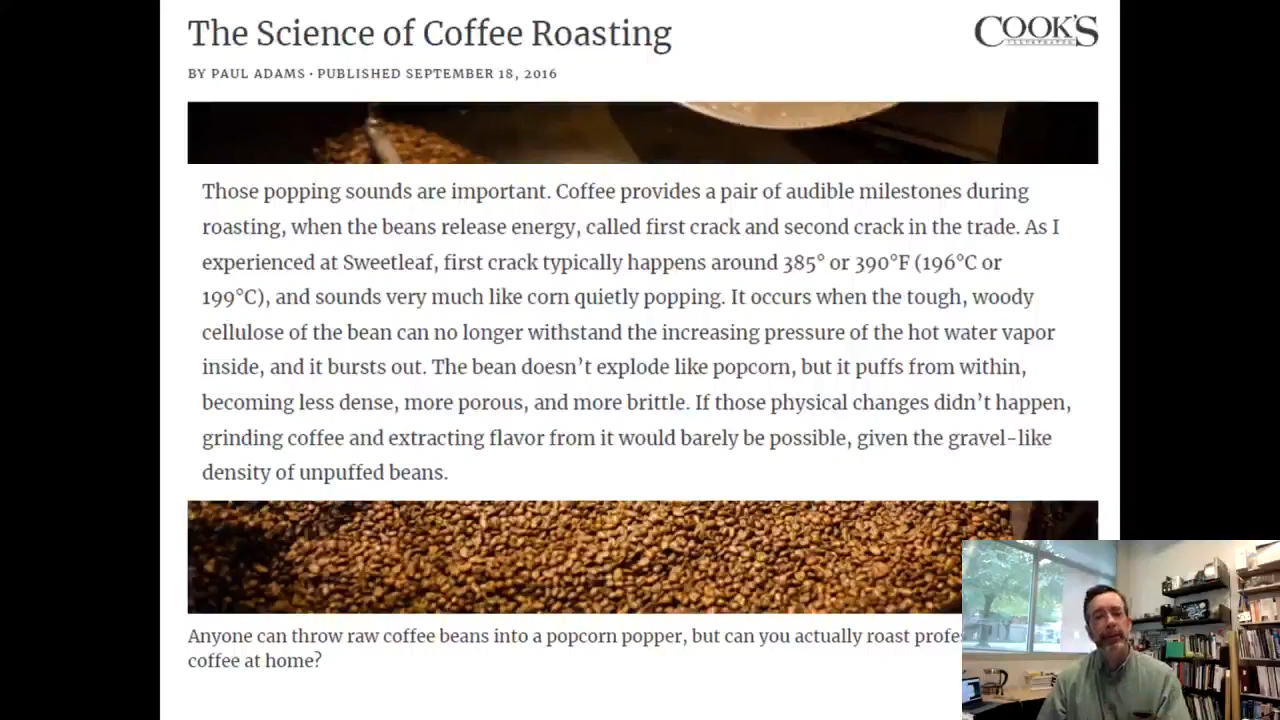 The Science of Coffee Roasting
COOK'S
ILLUSTRATED
BY PAUL ADAMS · PUBLISHED SEPTEMBER 18, 2016
Those popping sounds are important. Coffee provides a pair of audible milestones during
roasting, when the beans release energy, called first crack and second crack in the trade. As I
experienced at Sweetleaf, first crack typically happens around 385° or 390°F (196°C or
199°C), and sounds very much like corn quietly popping. It occurs when the tough, woody
cellulose of the bean can no longer withstand the increasing pressure of the hot water vapor
inside, and it bursts out. The bean doesn’t explode like popcorn, but it puffs from within,
becoming less dense, more porous, and more brittle. If those physical changes didn’t happen,
grinding coffee and extracting flavor from it would barely be possible, given the gravel-like
density of unpuffed beans.
Anyone can throw raw coffee beans into a popcorn popper, but can you actually roast profes
coffee at home?